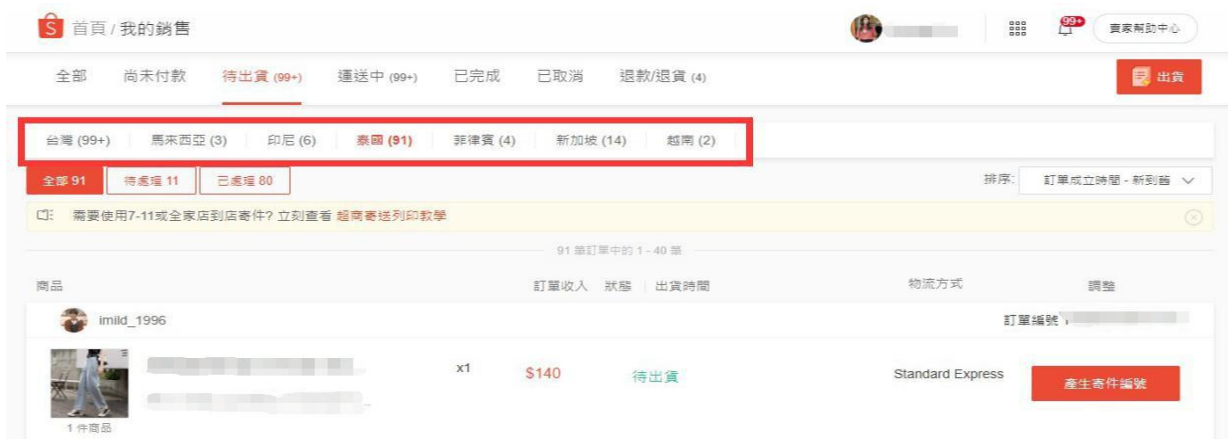 首頁 / 我的銷售
99+
賣家幫助中心
全部 尚未付款 待出貨 (99+) 運送中 (99+) 已完成 已取消 退款/退貨 (4) 出貨
台灣 (99+) 馬來西亞 (3) 印尼 (6) 泰國 (91) 菲律賓 (4) 新加坡 (14) 越南 (2)
全部 91 待處理 11 已處理 80 排序: 訂單成立時間 - 新到舊
需要使用7-11或全家店到店寄件? 立刻查看 超商寄送列印教學
91 筆訂單中的 1 - 40 筆
商品 訂單收入 狀態 出貨時間 物流方式 調整
imild_1996 訂單編號
x1 $140 待出貨 Standard Express 產生寄件編號
1 件商品